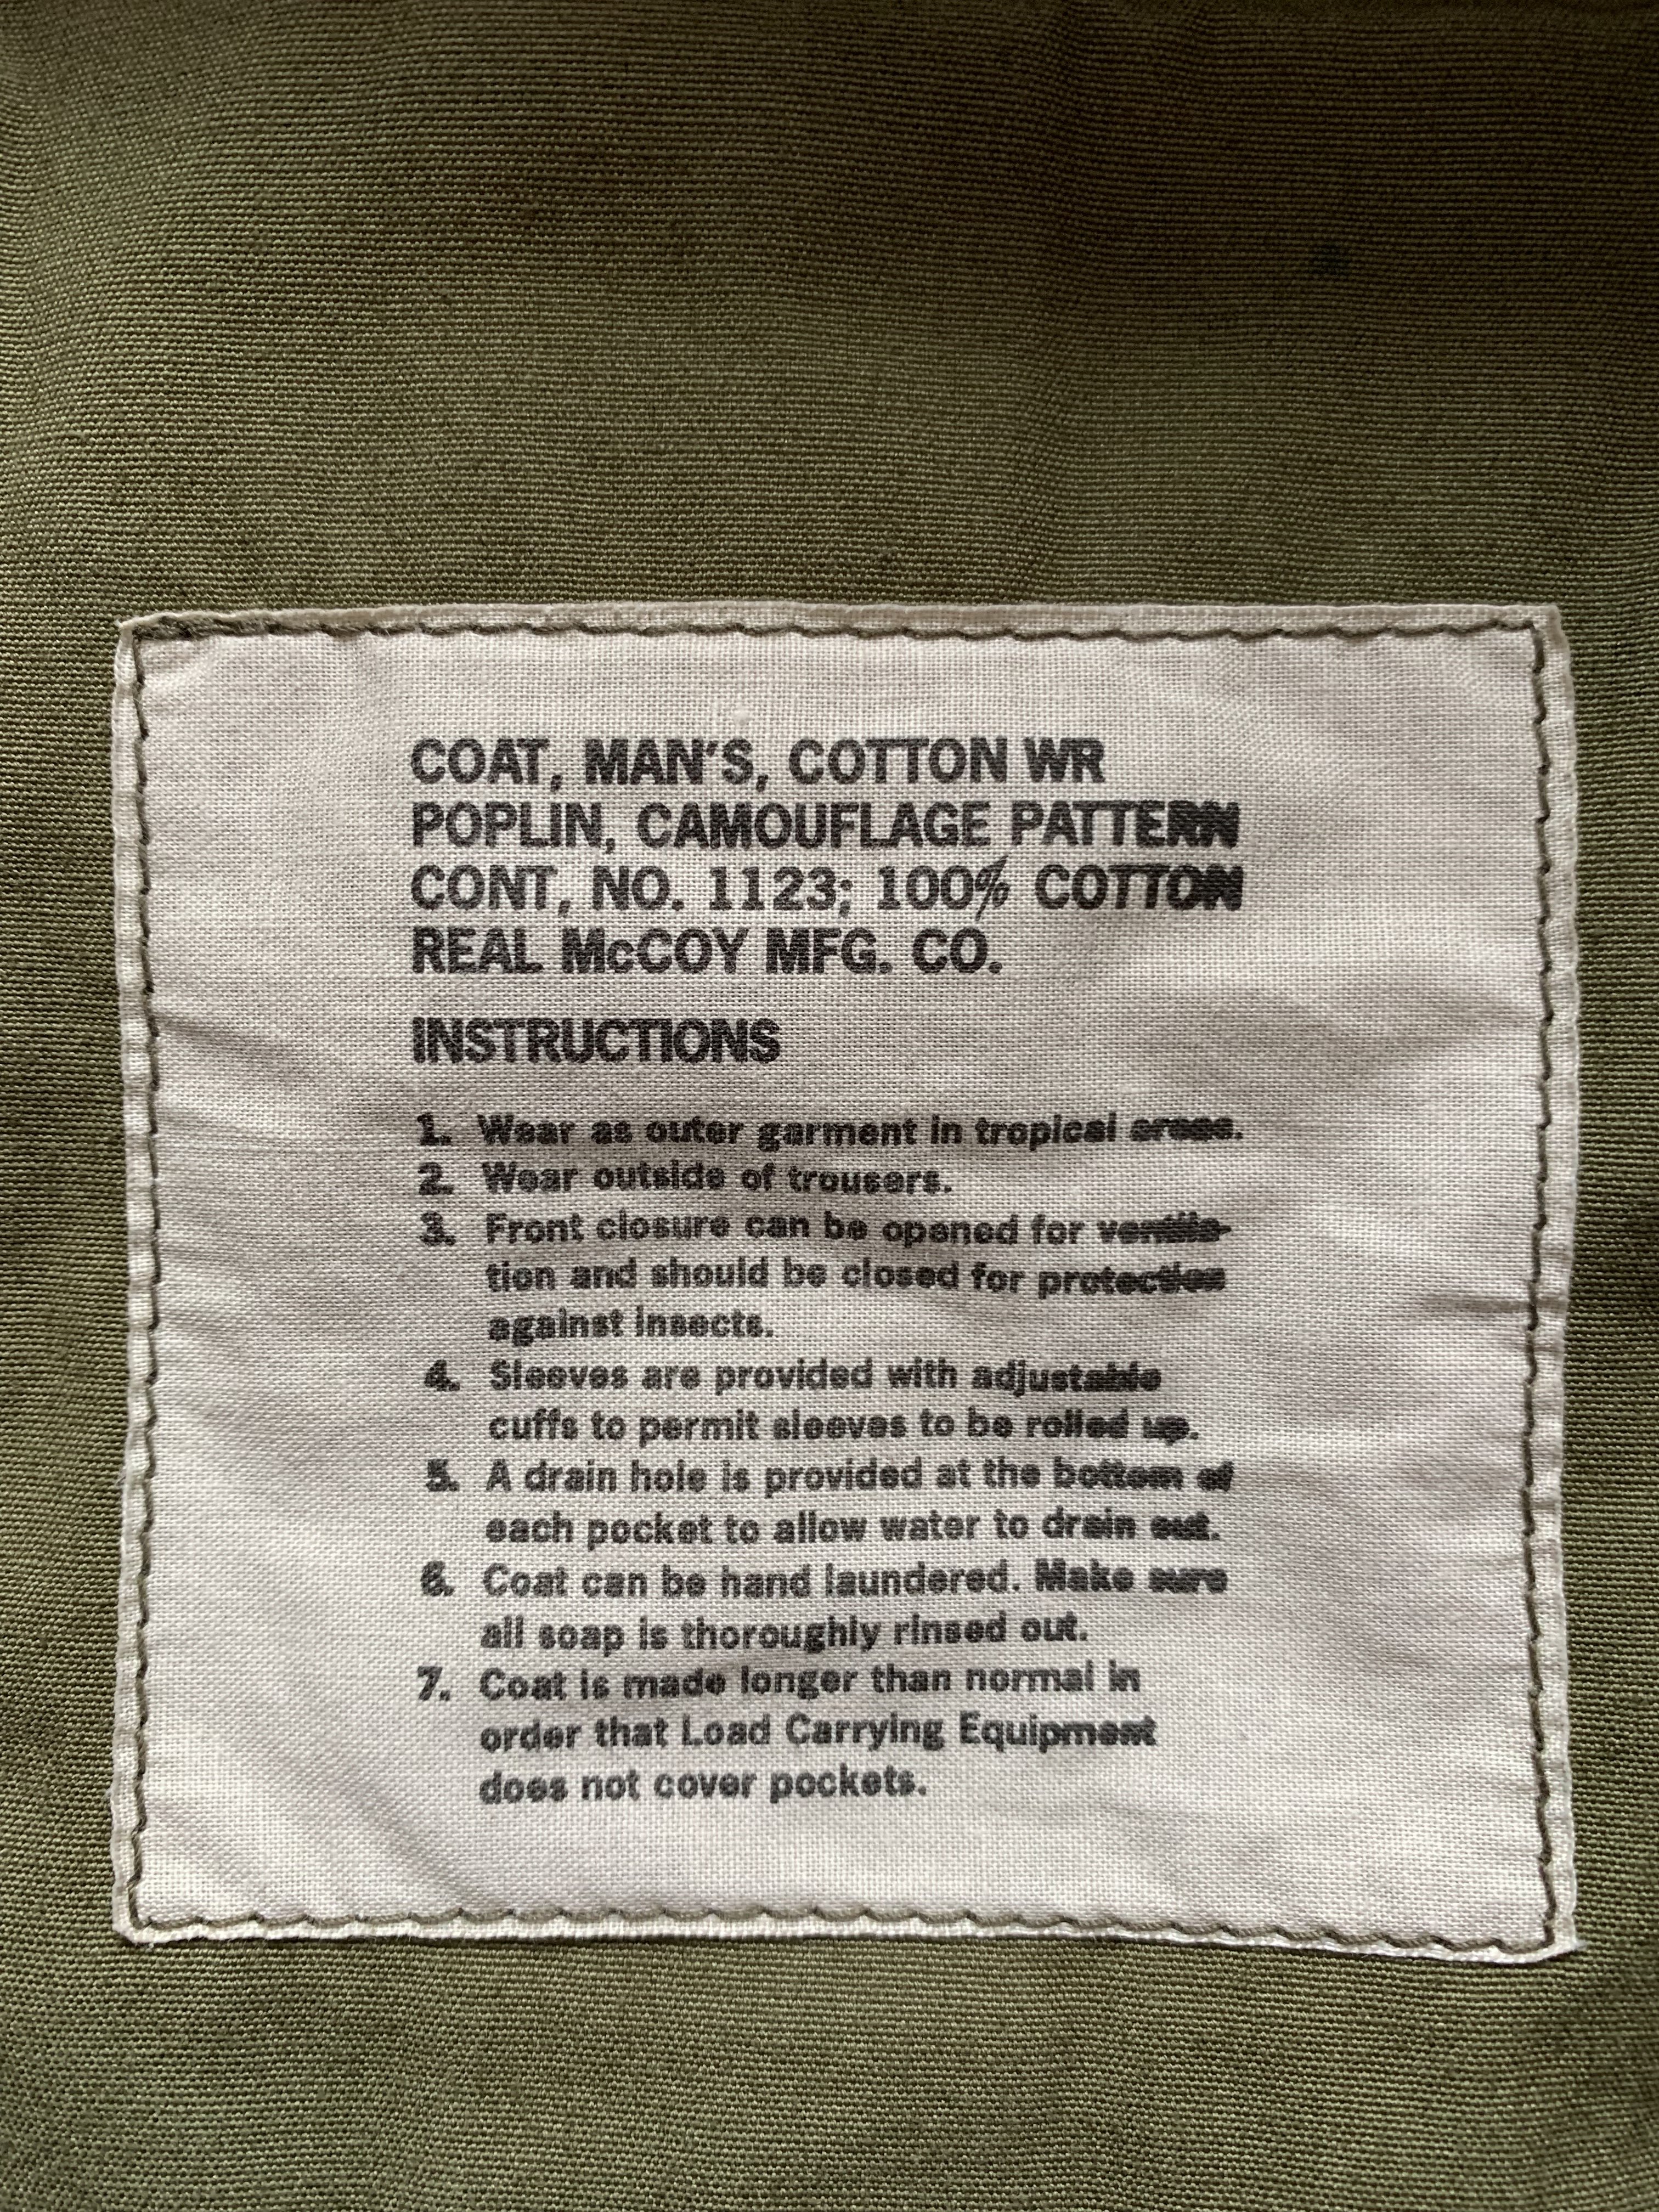 COAT, MAN'S, COTTON WR
POPLIN, CAMOUFLAGE PATTERN
CONT, NO. 1123; 100% COTTON
REAL McCOY MFG. CO.
INSTRUCTIONS
1. Wear as outer garment in tropical areas.
2. Wear outside of trousers.
3. Front closure can be opened for ventila-
tion and should be closed for protection
against insects.
4. Sleeves are provided with adjustable
cuffs to permit sleeves to be rolled up.
5. A drain hole is provided at the bottom of
each pocket to allow water to drain out.
6. Coat can be hand laundered. Make sure
all soap is thoroughly rinsed out.
7. Coat is made longer than normal in
order that Load Carrying Equipment
does not cover pockets.